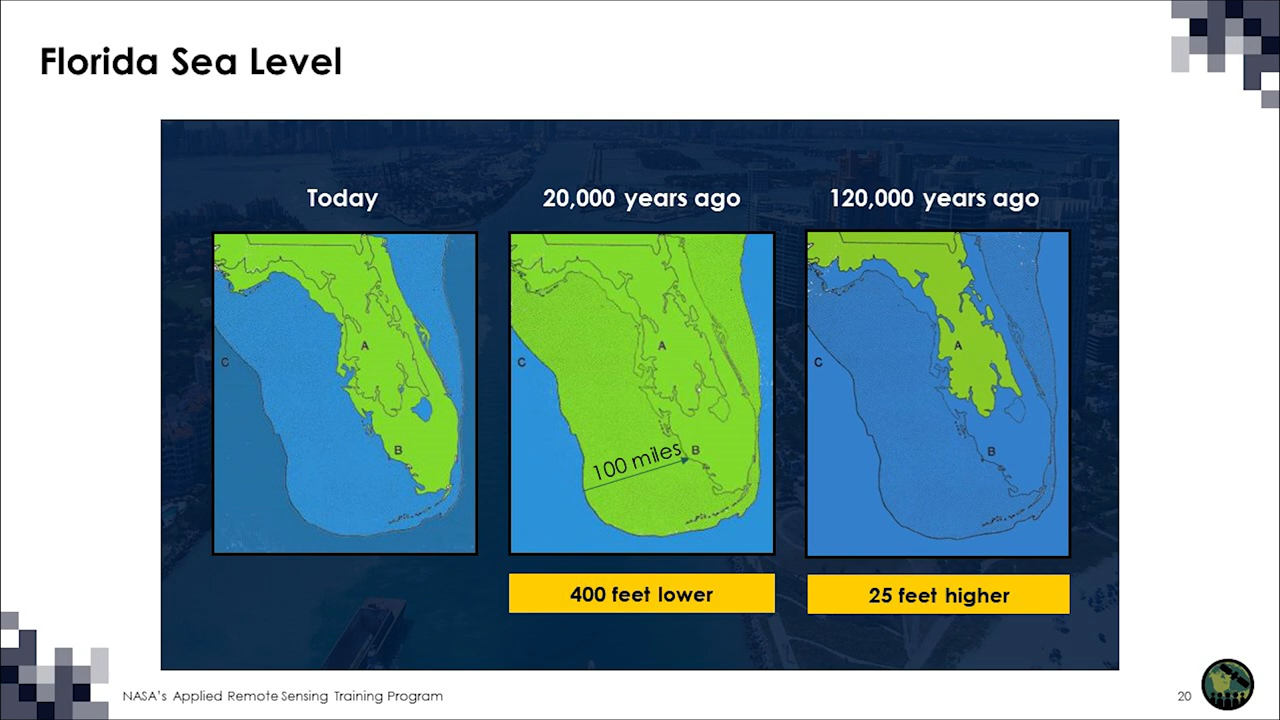 Florida Sea Level
Today
20,000 years ago
120,000 years ago
A
B
C
A
B
C
100 miles
A
B
C
400 feet lower
25 feet higher
NASA's Applied Remote Sensing Training Program
20